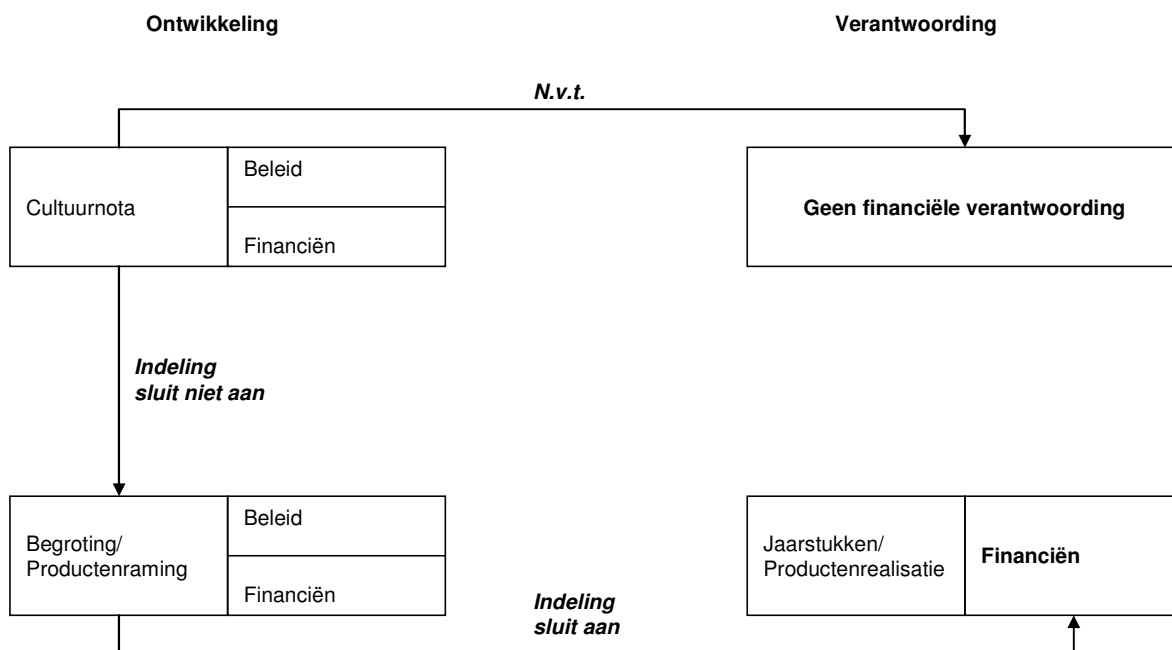 Ontwikkeling
Verantwoording
N.v.t.
Cultuurnota
Beleid
Financiën
Geen financiële verantwoording
Indeling
sluit niet aan
Begroting/
Productenraming
Beleid
Financiën
Jaarstukken/
Productenrealisatie
Financiën
Indeling
sluit aan